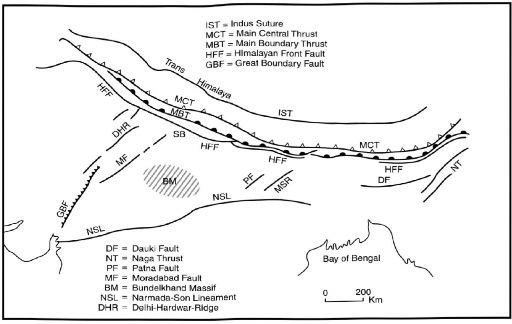 IST = Indus Suture
MCT = Main Central Thrust
MBT = Main Boundary Thrust
HFF = Himalayan Front Fault
GBF = Great Boundary Fault
Trans Himalaya
HFF
MCT
IST
MBT
DHR
SB
HFF
MCT
HFF
MF
HFF
NT
BM
PF
MSR
DF
GBF
NSL
NSL
DF = Dauki Fault
NT = Naga Thrust
PF = Patna Fault
MF = Moradabad Fault
BM = Bundelkhand Massif
NSL = Narmada-Son Lineament
DHR = Delhi-Hardwar-Ridge
Bay of Bengal
0 200
Km